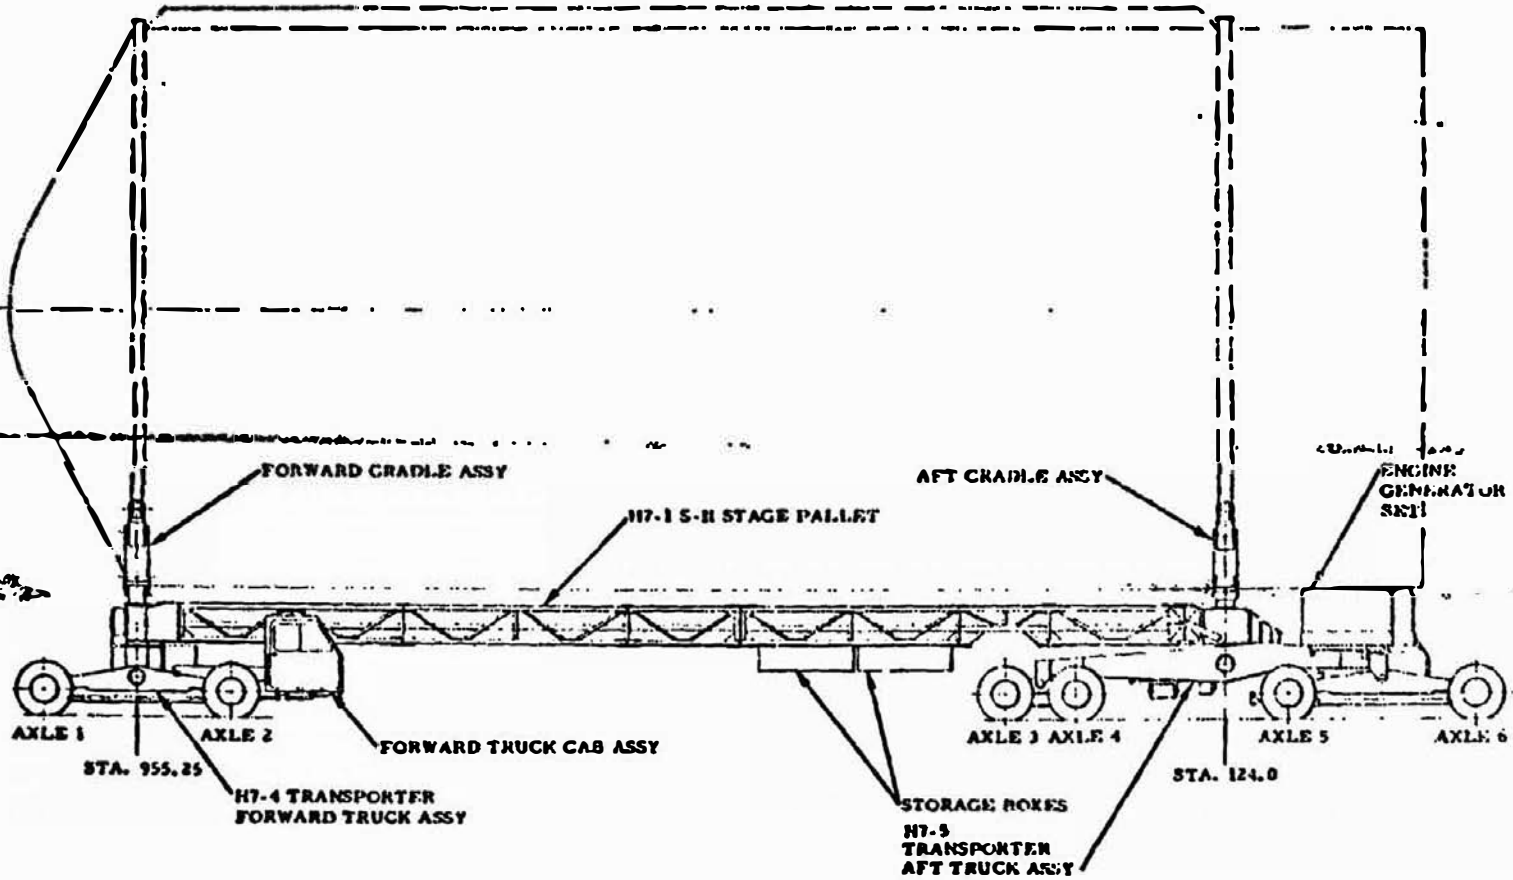 FORWARD CRADLE ASSY
AFT CRADLE ASSY
ENGINE
GENERATOR
SET
H7-1 S-II STAGE PALLET
AXLE 1
AXLE 2
AXLE 3 AXLE 4
AXLE 5
AXLE 6
FORWARD TRUCK CAB ASSY
STA. 955.25
STA. 124.0
H7-4 TRANSPORTER
FORWARD TRUCK ASSY
STORAGE BOXES
H7-5
TRANSPORTER
AFT TRUCK ASSY